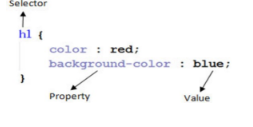 Selector
h1 {
color : red;
background-color : blue;
}
Property Value